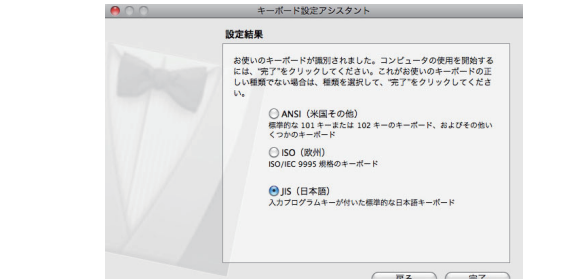 キーボード設定アシスタント
設定結果
お使いのキーボードが識別されました。コンピュータの使用を開始する
には、"完了"をクリックしてください。これがお使いのキーボードの正
しい種類でない場合は、種類を選択して、"完了"をクリックしてくださ
い。
ANSI（米国その他）
標準的な 101 キーまたは 102 キーのキーボード、およびその他い
くつかのキーボード
ISO（欧州）
ISO/IEC 9995 規格のキーボード
JIS（日本語）
入力プログラムキーが付いた標準的な日本語キーボード
戻る
完了